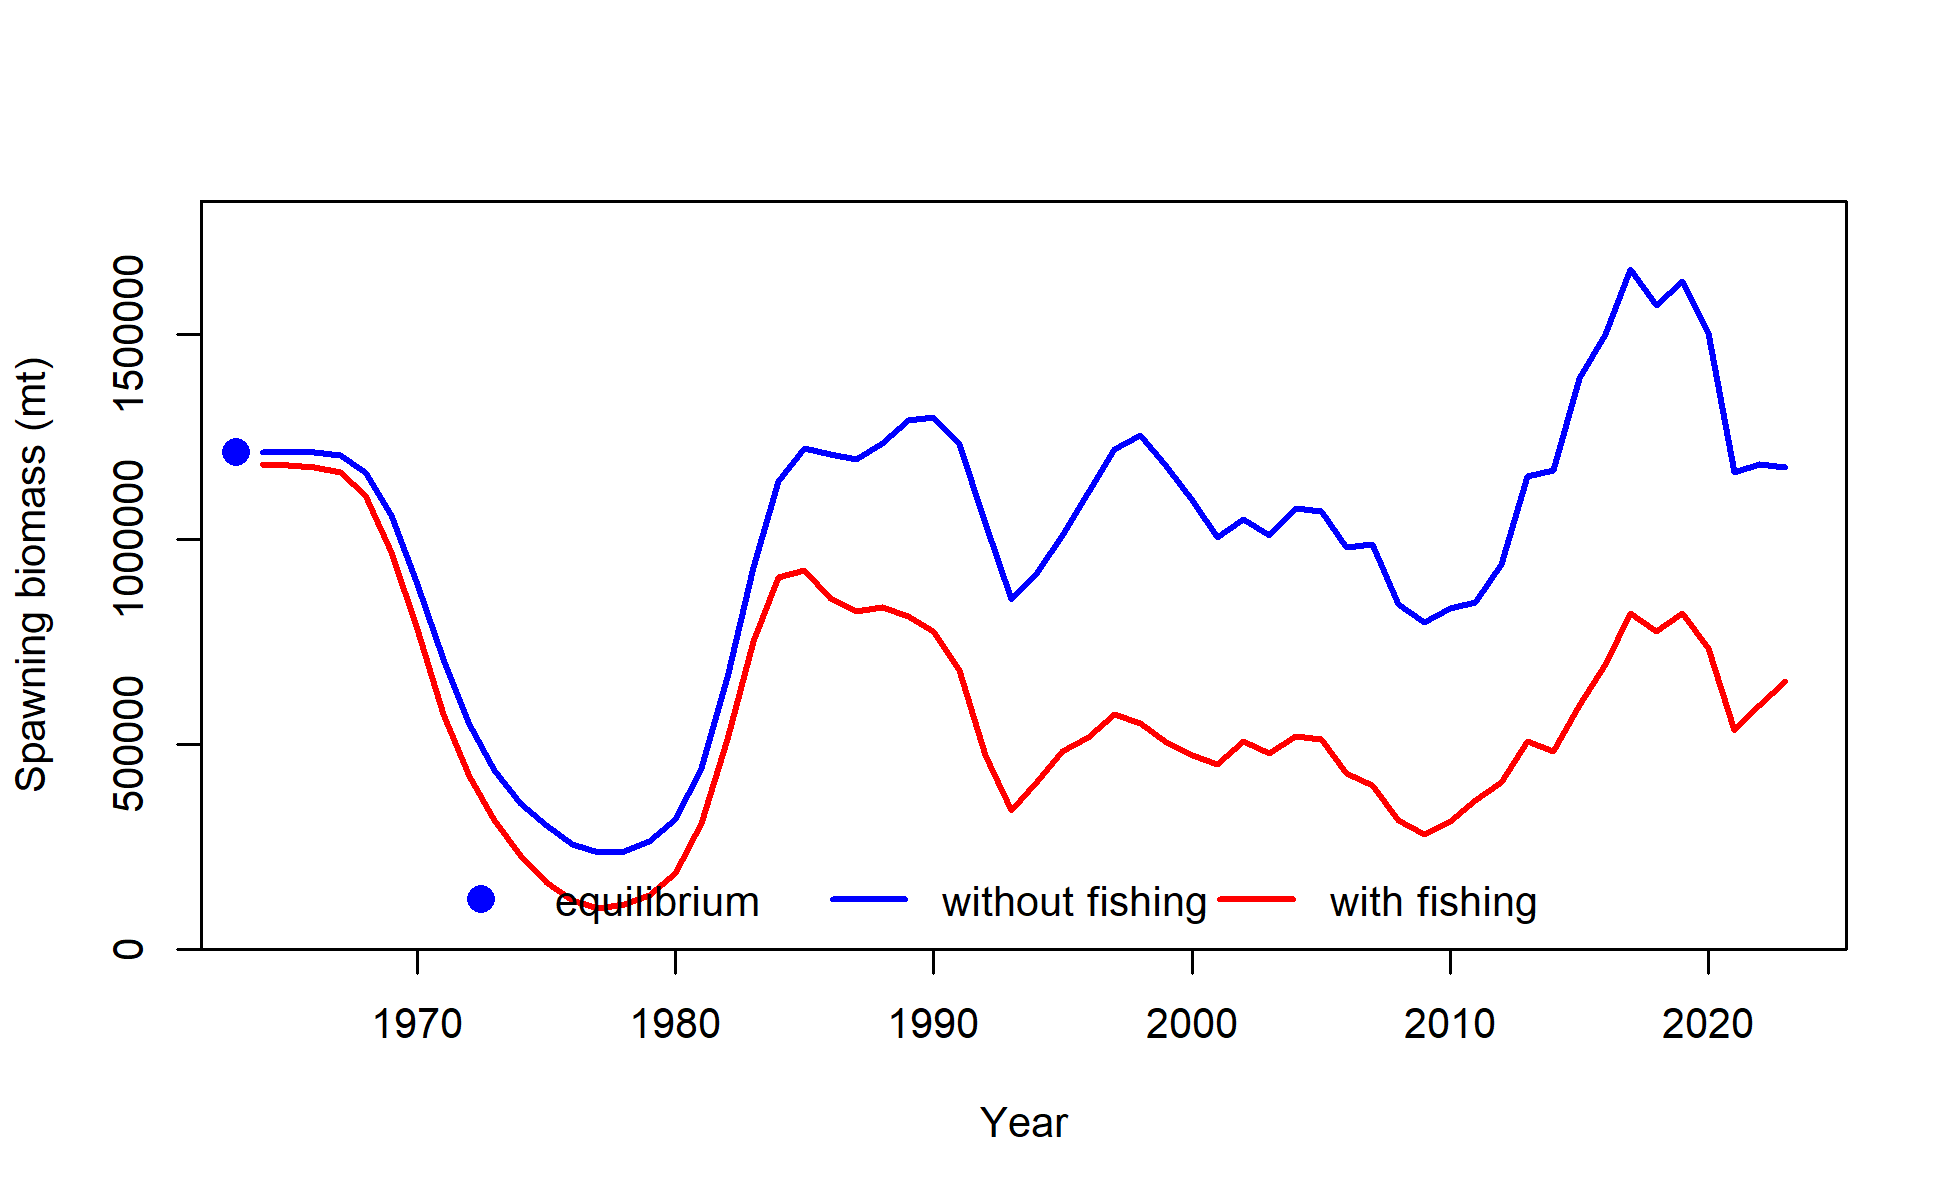 Spawning biomass (mt)
1500000
1000000
500000
0
equilibrium without fishing with fishing
1970 1980 1990 2000 2010 2020
Year